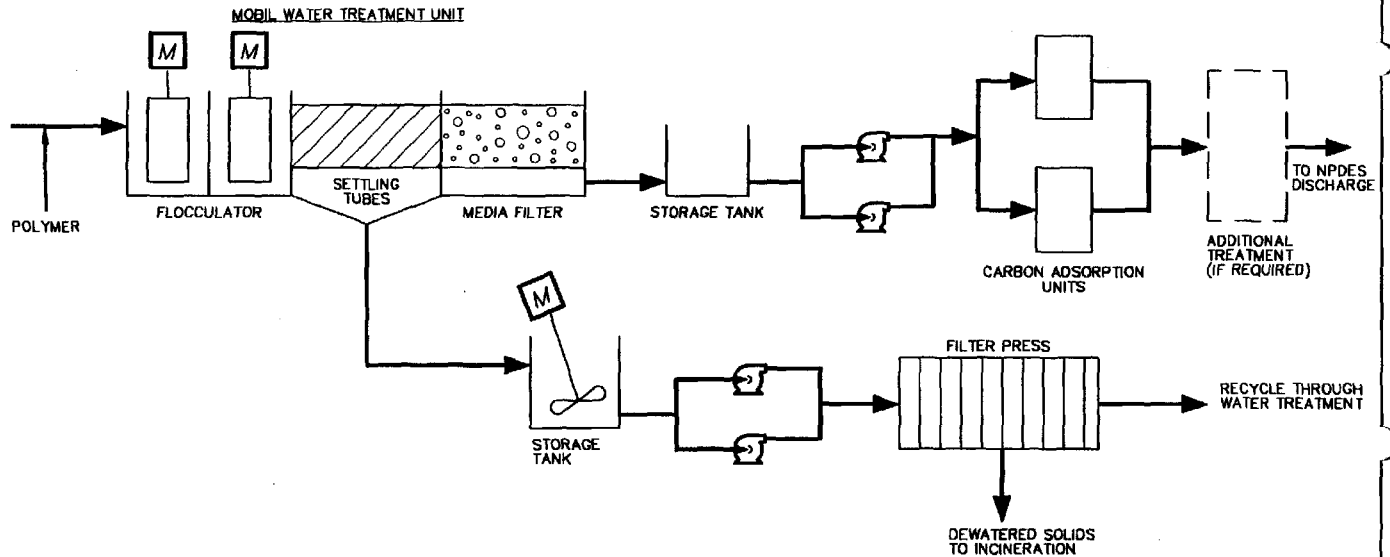 MOBIL WATER TREATMENT UNIT
M
M
SETTLING
TUBES
FLOCCULATOR
MEDIA FILTER
POLYMER
STORAGE TANK
CARBON ADSORPTION
UNITS
TO NPDES
DISCHARGE
ADDITIONAL
TREATMENT
(IF REQUIRED)
M
STORAGE
TANK
FILTER PRESS
RECYCLE THROUGH
WATER TREATMENT
DEWATERED SOLIDS
TO INCINERATION